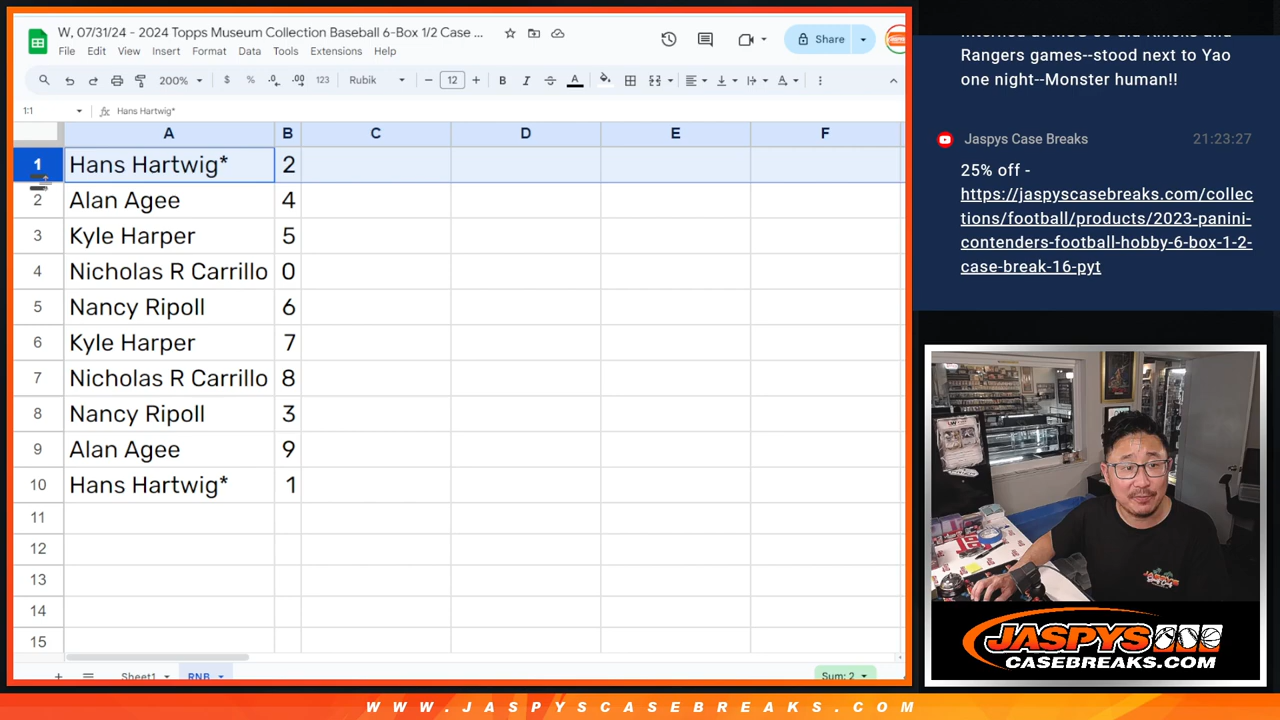 W, 07/31/24 - 2024 Topps Museum Collection Baseball 6-Box 1/2 Case ...
File Edit View Insert Format Data Tools Extensions Help
Share
200% $ % .0 .00 123 Rubik − 12 + B I A
1:1 fx Hans Hartwig*
A B C D E F
1 Hans Hartwig* 2
2 Alan Agee 4
3 Kyle Harper 5
4 Nicholas R Carrillo 0
5 Nancy Ripoll 6
6 Kyle Harper 7
7 Nicholas R Carrillo 8
8 Nancy Ripoll 3
9 Alan Agee 9
10 Hans Hartwig* 1
11
12
13
14
15
Sheet1 RNB Sum: 2
Rangers games--stood next to Yao
one night--Monster human!!
Jaspys Case Breaks 21:23:27
25% off -
https://jaspyscasebreaks.com/collec
tions/football/products/2023-panini-
contenders-football-hobby-6-box-1-2-
case-break-16-pyt
JASPYS
CASEBREAKS.COM
WWW.JASPYSCASEBREAKS.COM